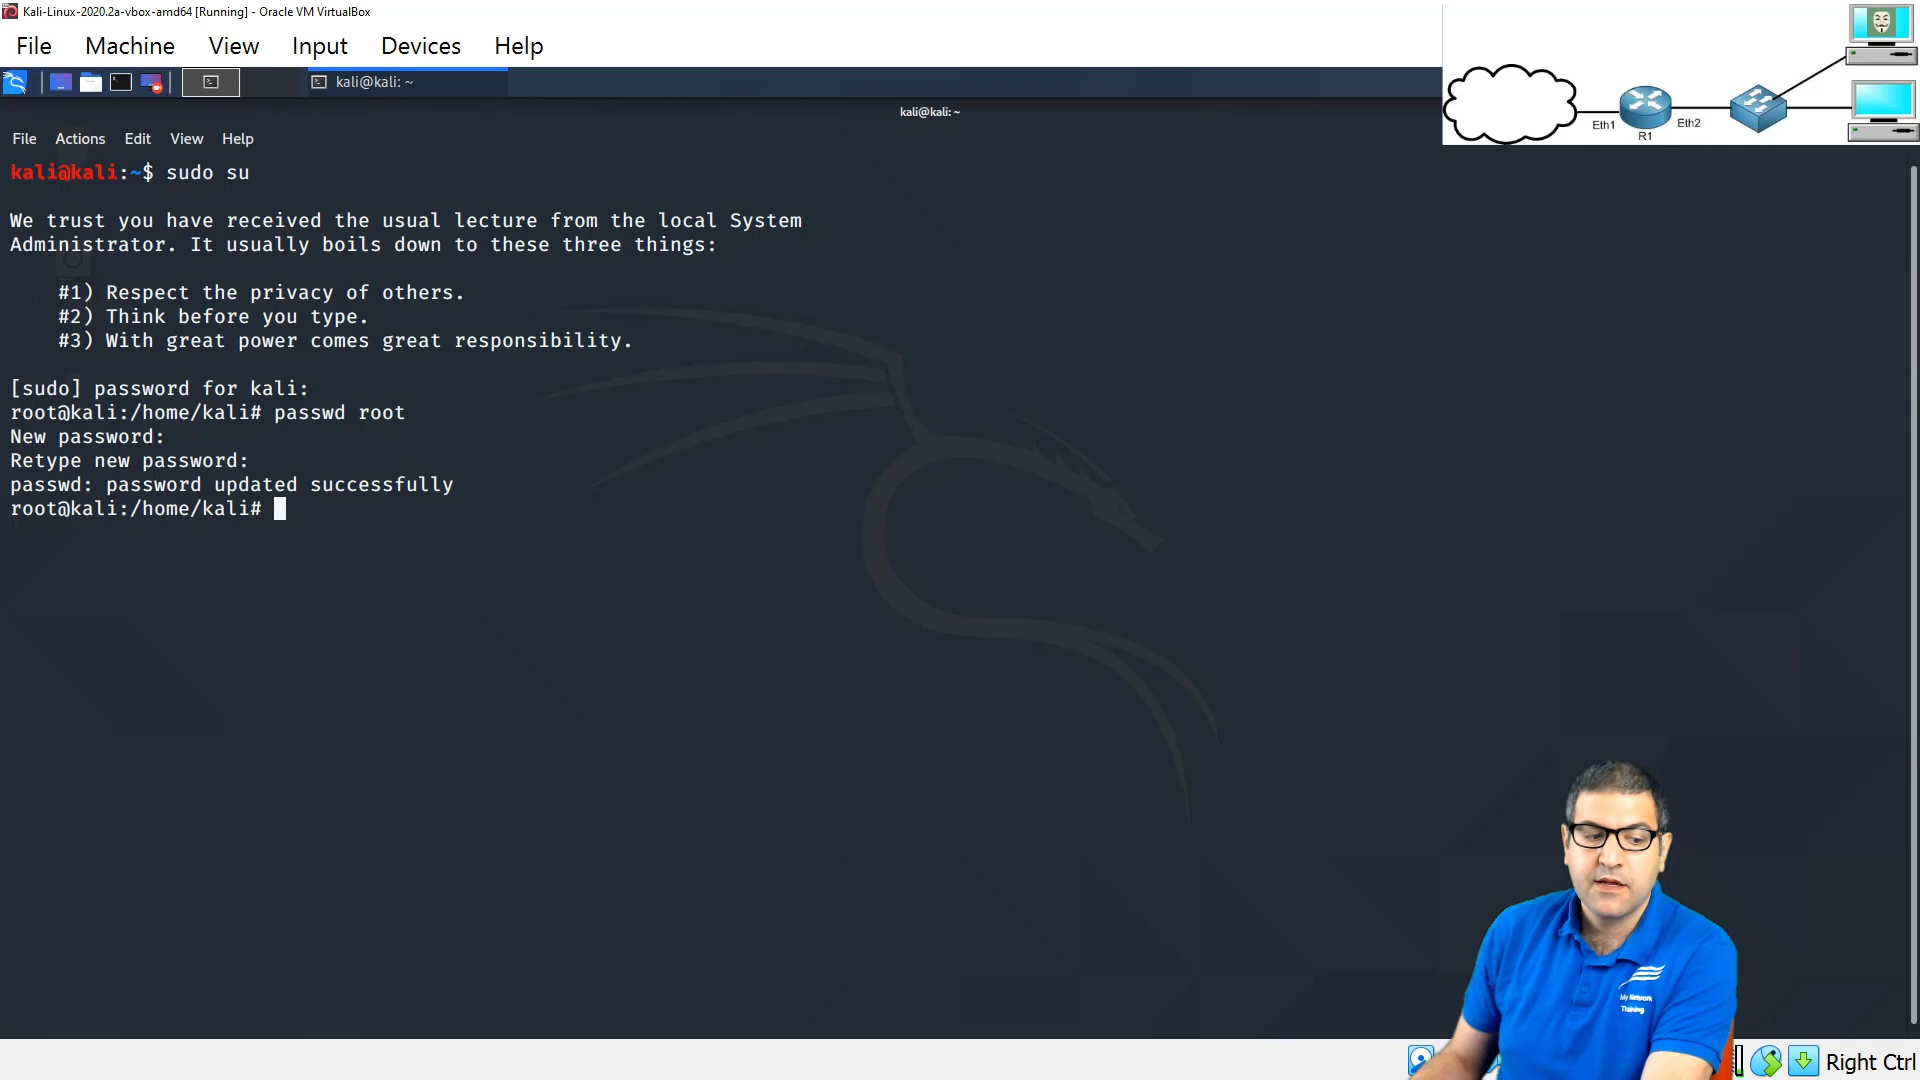 Kali-Linux-2020.2a-vbox-amd64 [Running] - Oracle VM VirtualBox
File Machine View Input Devices Help
kali@kali: ~
kali@kali: ~
File Actions Edit View Help
kali@kali:~$ sudo su
We trust you have received the usual lecture from the local System
Administrator. It usually boils down to these three things:
#1) Respect the privacy of others.
#2) Think before you type.
#3) With great power comes great responsibility.
[sudo] password for kali:
root@kali:/home/kali# passwd root
New password:
Retype new password:
passwd: password updated successfully
root@kali:/home/kali#
Eth1
R1
Eth2
My Network
Training
Right Ctrl